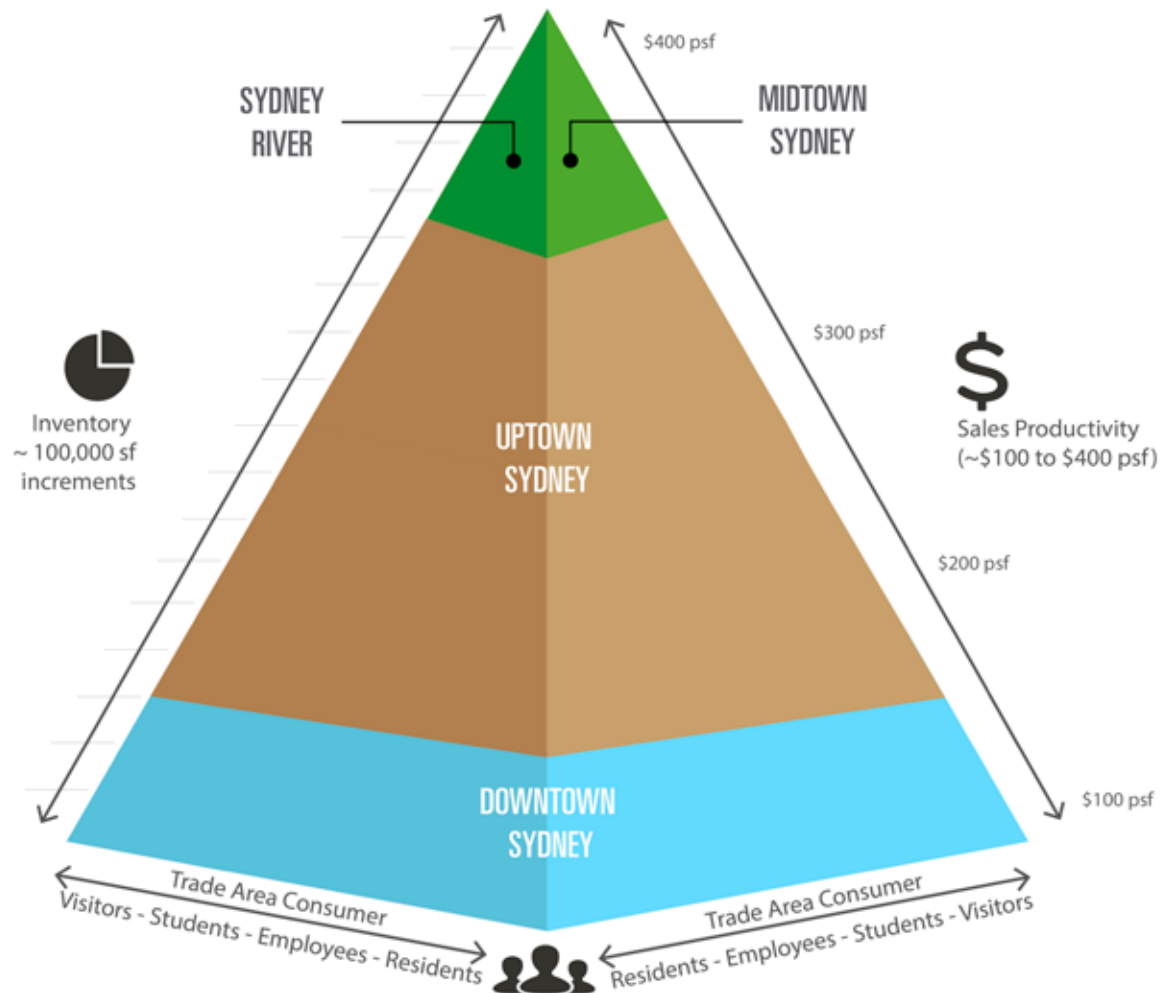 $400 psf
SYDNEY
RIVER
MIDTOWN
SYDNEY
$300 psf
Inventory
~ 100,000 sf
increments
UPTOWN
SYDNEY
$
Sales Productivity
(~$100 to $400 psf)
$200 psf
DOWNTOWN
SYDNEY
$100 psf
Trade Area Consumer
Visitors - Students - Employees - Residents
Trade Area Consumer
Residents - Employees - Students - Visitors